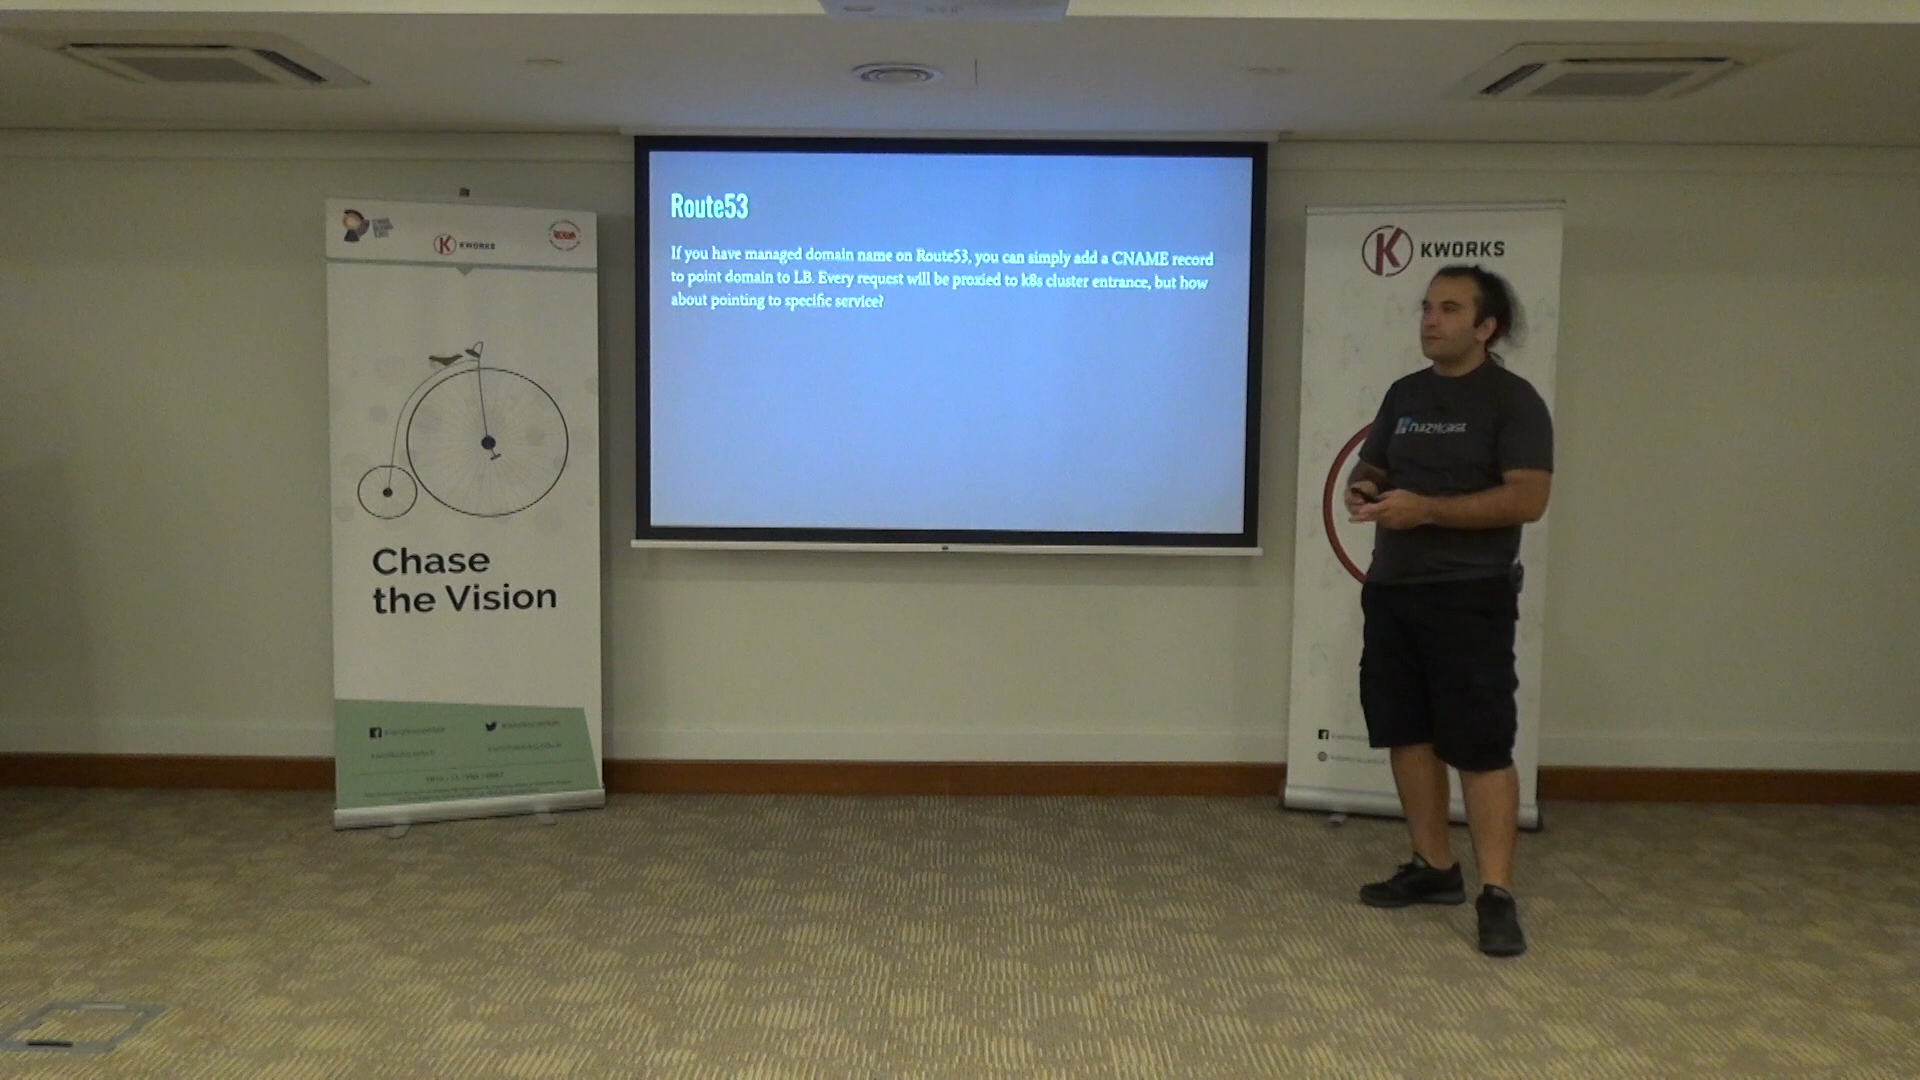 KWORKS
Chase
the Vision
Route53
If you have managed domain name on Route53, you can simply add a CNAME record
to point domain to LB. Every request will be proxied to k8s cluster entrance, but how
about pointing to specific service?
K KWORKS
hazelcast